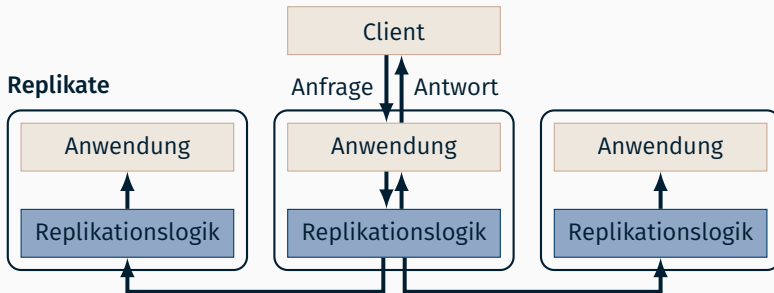 Client
Replikate
Anfrage Antwort
Anwendung Anwendung Anwendung
Replikationslogik Replikationslogik Replikationslogik